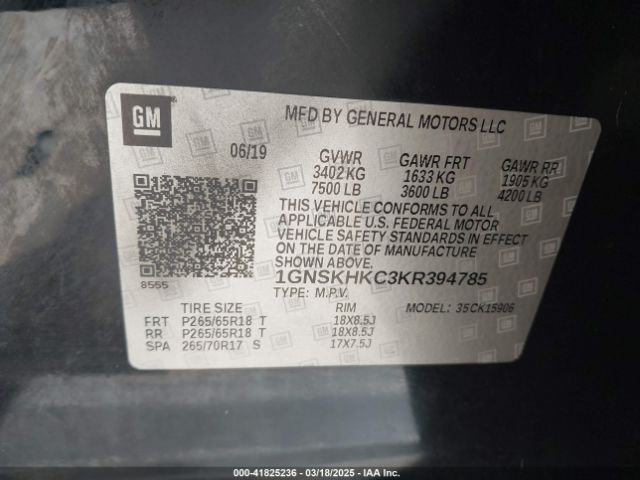 GM
MFD BY GENERAL MOTORS LLC
06/19
GVWR GAWR FRT GAWR RR
3402 KG 1633 KG 1905 KG
7500 LB 3600 LB 4200 LB
THIS VEHICLE CONFORMS TO ALL
APPLICABLE U.S. FEDERAL MOTOR
VEHICLE SAFETY STANDARDS IN EFFECT
ON THE DATE OF MANUFACTURE
SHOWN ABOVE.
8555
1GNSKHKC3KR394785
TYPE: M.P.V. MODEL: 35CK15906
TIRE SIZE RIM
FRT P265/65R18 T 18X8.5J
RR P265/65R18 T 18X8.5J
SPA 265/70R17 S 17X7.5J
000-41825236 - 03/18/2025 - IAA Inc.